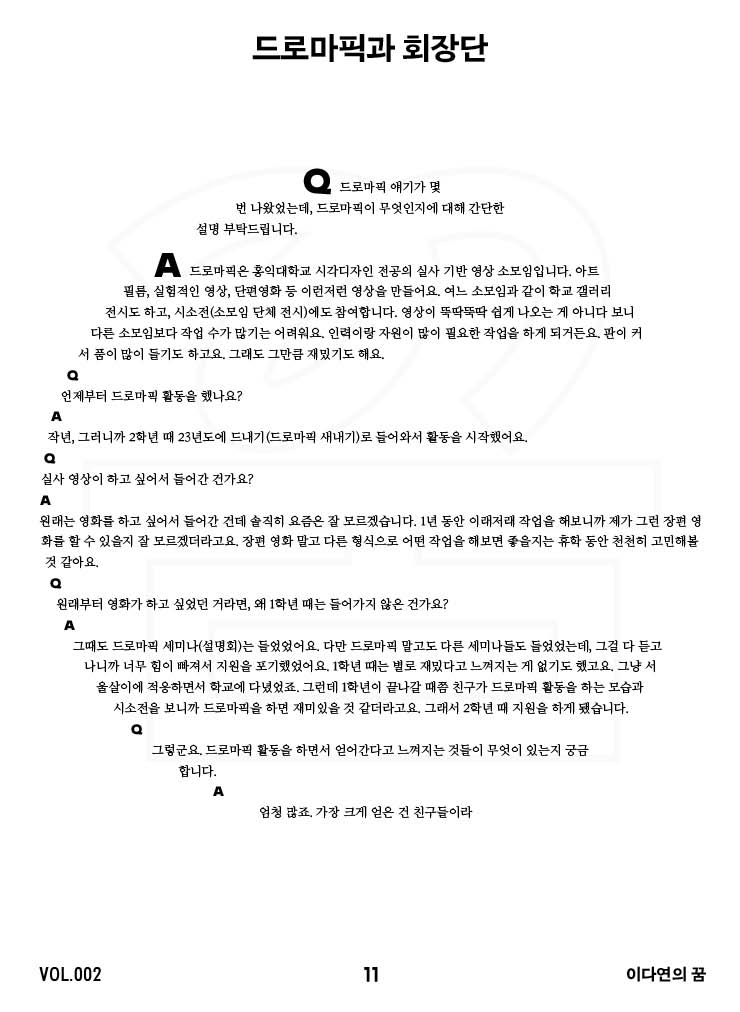 드로마픽과 회장단
Q 드로마픽 얘기가 몇
번 나왔었는데, 드로마픽이 무엇인지에 대해 간단한
설명 부탁드립니다.
A 드로마픽은 홍익대학교 시각디자인 전공의 실사 기반 영상 소모임입니다. 아트
필름, 실험적인 영상, 단편영화 등 이런저런 영상을 만들어요. 여느 소모임과 같이 학교 갤러리
전시도 하고, 시소전(소모임 단체 전시)에도 참여합니다. 영상이 뚝딱뚝딱 쉽게 나오는 게 아니다 보니
다른 소모임보다 작업 수가 많기는 어려워요. 인력이랑 자원이 많이 필요한 작업을 하게 되거든요. 판이 커
서 품이 많이 들기도 하고요. 그래도 그만큼 재밌기도 해요.
Q
언제부터 드로마픽 활동을 했나요?
A
작년, 그러니까 2학년 때 23년도에 드내기(드로마픽 새내기)로 들어와서 활동을 시작했어요.
Q
실사 영상이 하고 싶어서 들어간 건가요?
A
원래는 영화를 하고 싶어서 들어간 건데 솔직히 요즘은 잘 모르겠습니다. 1년 동안 이래저래 작업을 해보니까 제가 그런 장편 영
화를 할 수 있을지 잘 모르겠더라고요. 장편 영화 말고 다른 형식으로 어떤 작업을 해보면 좋을지는 휴학 동안 천천히 고민해볼
것 같아요.
Q
원래부터 영화가 하고 싶었던 거라면, 왜 1학년 때는 들어가지 않은 건가요?
A
그때도 드로마픽 세미나(설명회)는 들었었어요. 다만 드로마픽 말고도 다른 세미나들도 들었었는데, 그걸 다 듣고
나니까 너무 힘이 빠져서 지원을 포기했었어요. 1학년 때는 별로 재밌다고 느껴지는 게 없기도 했고요. 그냥 서
울살이에 적응하면서 학교에 다녔었죠. 그런데 1학년이 끝나갈 때쯤 친구가 드로마픽 활동을 하는 모습과
시소전을 보니까 드로마픽을 하면 재미있을 것 같더라고요. 그래서 2학년 때 지원을 하게 됐습니다.
Q
그렇군요. 드로마픽 활동을 하면서 얻어간다고 느껴지는 것들이 무엇이 있는지 궁금
합니다.
A
엄청 많죠. 가장 크게 얻은 건 친구들이라
VOL.002
11
이다연의 꿈